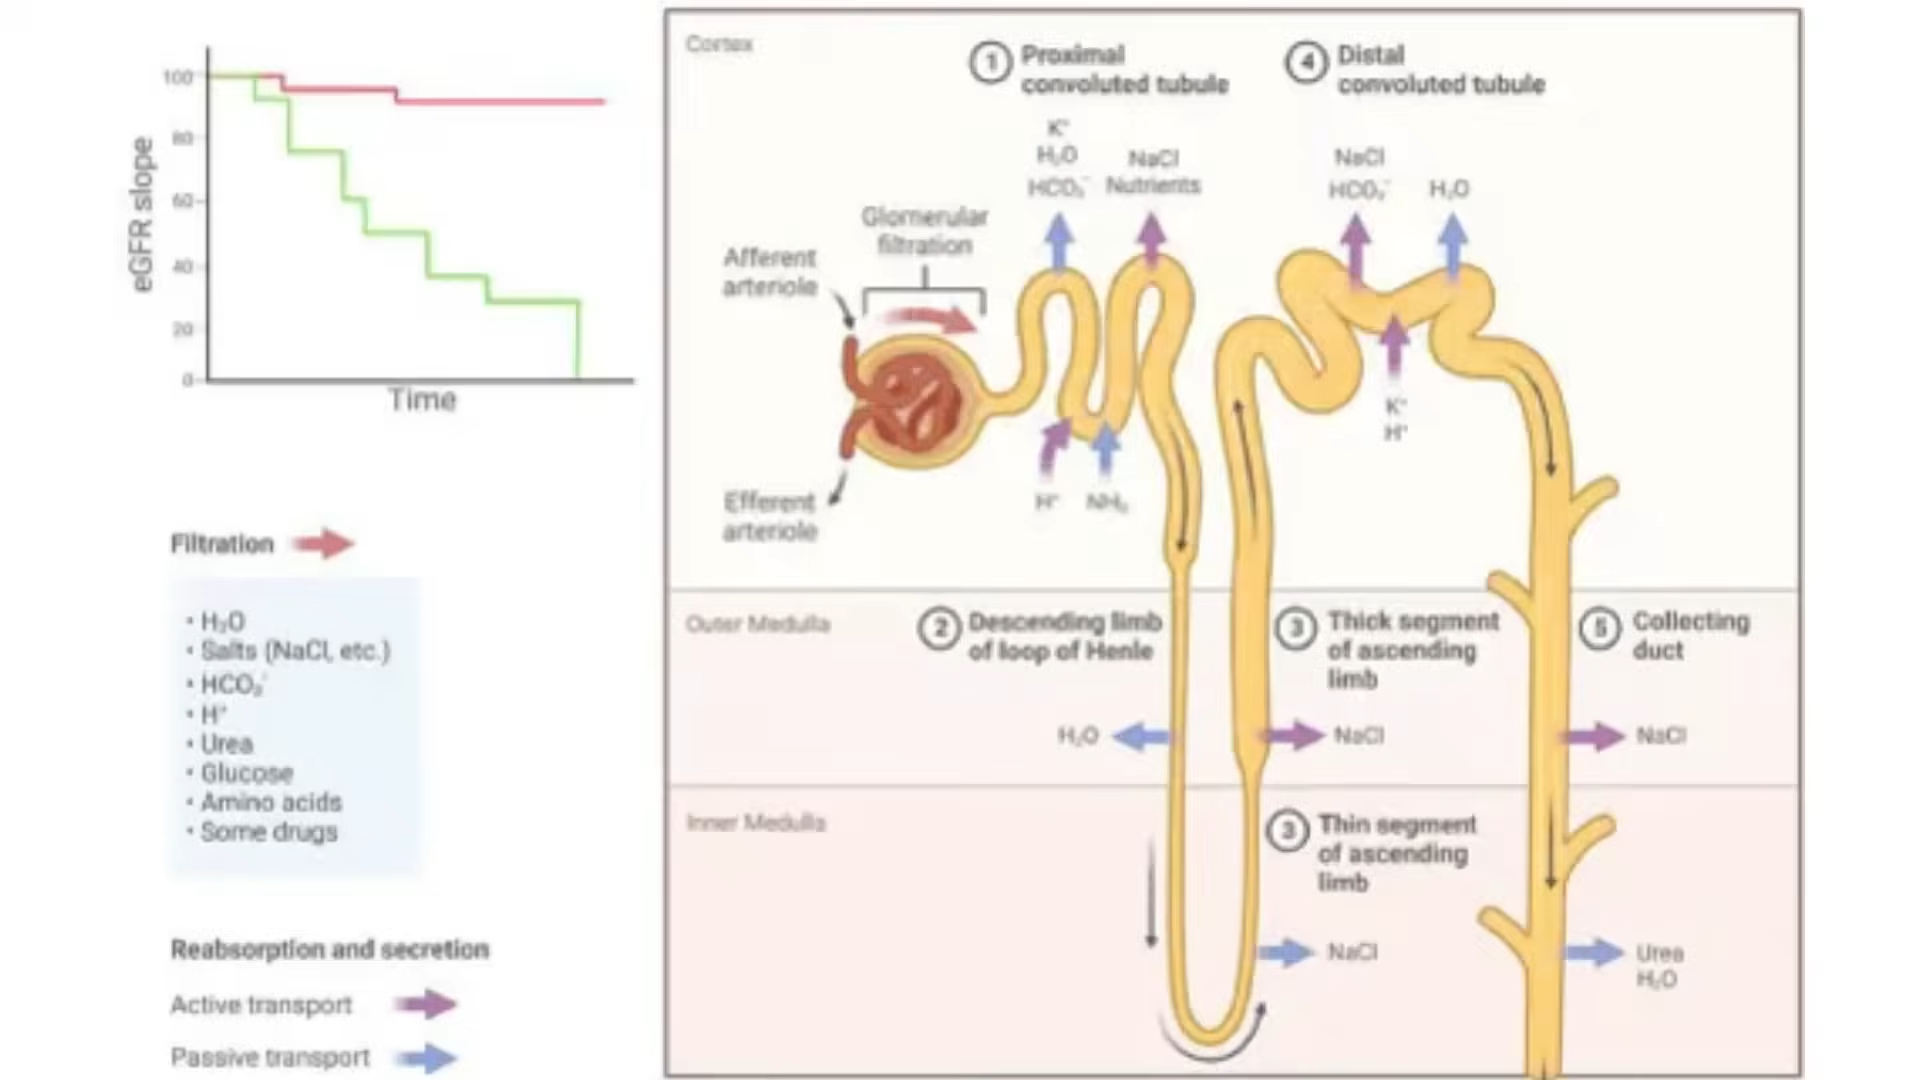 100
80
60
40
20
0
eGFR slope
Time
Filtration
• H₂O
• Salts (NaCl, etc.)
• HCO₃⁻
• H⁺
• Urea
• Glucose
• Amino acids
• Some drugs
Reabsorption and secretion
Active transport
Passive transport
Cortex
1 Proximal
convoluted tubule
4 Distal
convoluted tubule
K⁺
H₂O
HCO₃⁻
NaCl
Nutrients
NaCl
HCO₃⁻
H₂O
Glomerular
filtration
Afferent
arteriole
Efferent
arteriole
H⁺
NH₃
K⁺
H⁺
Outer Medulla
2 Descending limb
of loop of Henle
3 Thick segment
of ascending
limb
5 Collecting
duct
H₂O
NaCl
NaCl
Inner Medulla
3 Thin segment
of ascending
limb
NaCl
Urea
H₂O